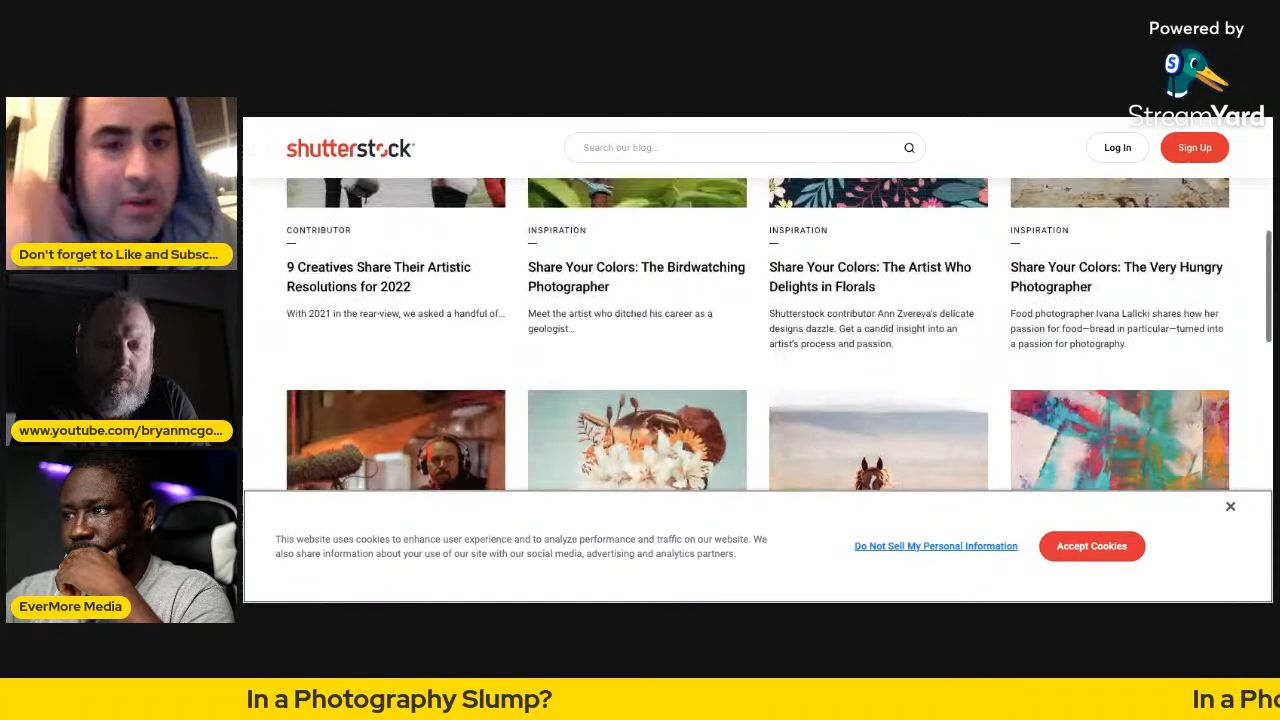 Powered by
StreamYard
shutterstock
Search our blog...
Log In
Sign Up
CONTRIBUTOR
9 Creatives Share Their Artistic
Resolutions for 2022
With 2021 in the rear-view, we asked a handful of...
INSPIRATION
Share Your Colors: The Birdwatching
Photographer
Meet the artist who ditched his career as a
geologist...
INSPIRATION
Share Your Colors: The Artist Who
Delights in Florals
Shutterstock contributor Ann Zvereva's delicate
designs dazzle. Get a candid insight into an
artist's process and passion.
INSPIRATION
Share Your Colors: The Very Hungry
Photographer
Food photographer Ivana Lalicki shares how her
passion for food—bread in particular—turned into
a passion for photography.
Don't forget to Like and Subsc...
www.youtube.com/bryanmcgo...
EverMore Media
This website uses cookies to enhance user experience and to analyze performance and traffic on our website. We
also share information about your use of our site with our social media, advertising and analytics partners.
Do Not Sell My Personal Information
Accept Cookies
In a Photography Slump?
In a Pho